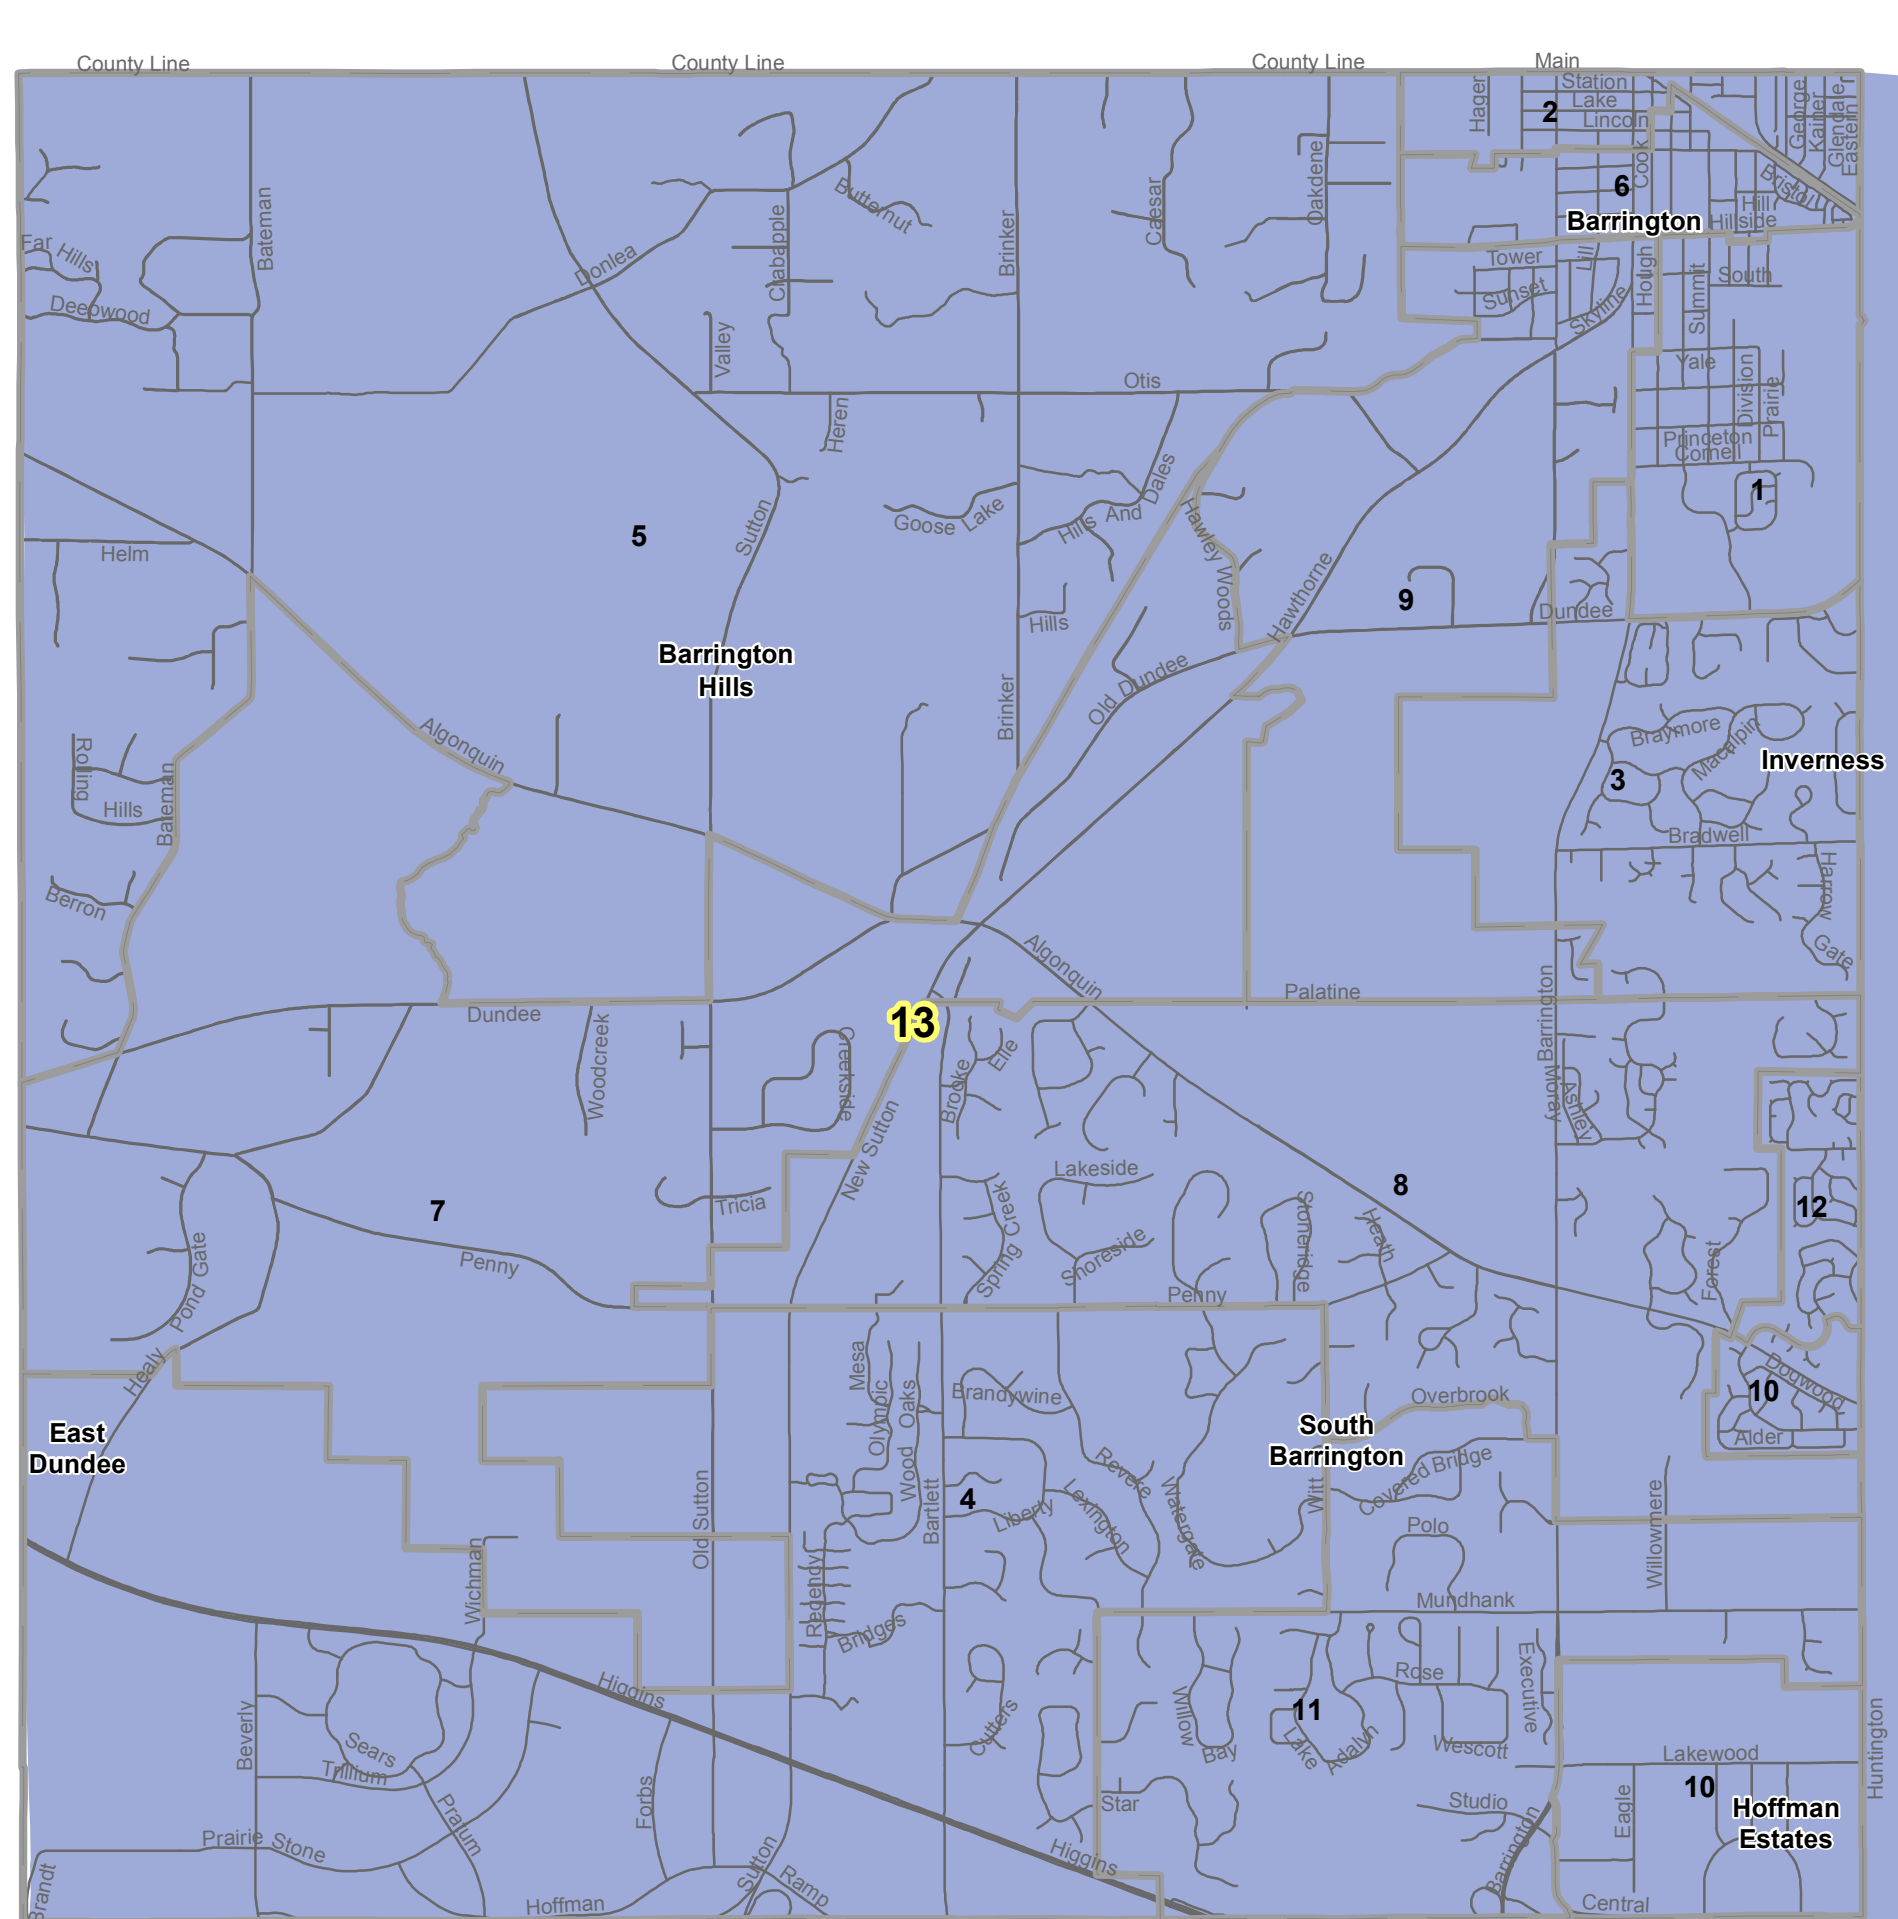 County Line
County Line
County Line
Main
Station
Lake
Lincoln
Hager
2
George
Kainer
Glendale
Eastern
Bateman
Butternut
Crabapple
Brinker
Caesar
Oakdene
Cook
6
Barrington
Bristol
Hill
Hillside
Far Hills
Deepwood
Donlea
Tower
Lill
Hough
Summit
South
Sunset
Skyline
Valley
Otis
Yale
Division
Prairie
Heren
Princeton
Cornell
1
Sutton
Goose Lake
Hills And Dales
Hawley Woods
5
Helm
Hawthorne
9
Dundee
Hills
Barrington
Hills
Old Dundee
Brinker
Algonquin
Rolling
Hills
Bateman
Braymore
Macalpin
Inverness
3
Bradwell
Harrow
Gate
Berron
Algonquin
Palatine
Barrington
Dundee
13
Woodcreek
Creekside
Brooke
Elle
Moray
Ashley
New Sutton
Lakeside
8
12
7
Tricia
Spring Creek
Shoreside
Stoneridge
Heath
Forest
Pond Gate
Penny
Penny
Healy
Mesa
Olympic
Wood Oaks
Brandywine
Overbrook
Dogwood
10
Alder
East
Dundee
South
Barrington
Covered Bridge
Revere
Witt
Old Sutton
Bartlett
4
Liberty
Lexington
Watergate
Polo
Willowmere
Wichman
Regency
Bridges
Mundhank
Higgins
Rose
Executive
Willow
Bay
11
Lake
Adalyn
Wescott
Cutters
Beverly
Sears
Trillium
Pratum
Forbs
Star
Studio
Lakewood
10
Eagle
Huntington
Hoffman
Estates
Prairie Stone
Brandt
Hoffman
Sutton
Ramp
Higgins
Barrington
Central